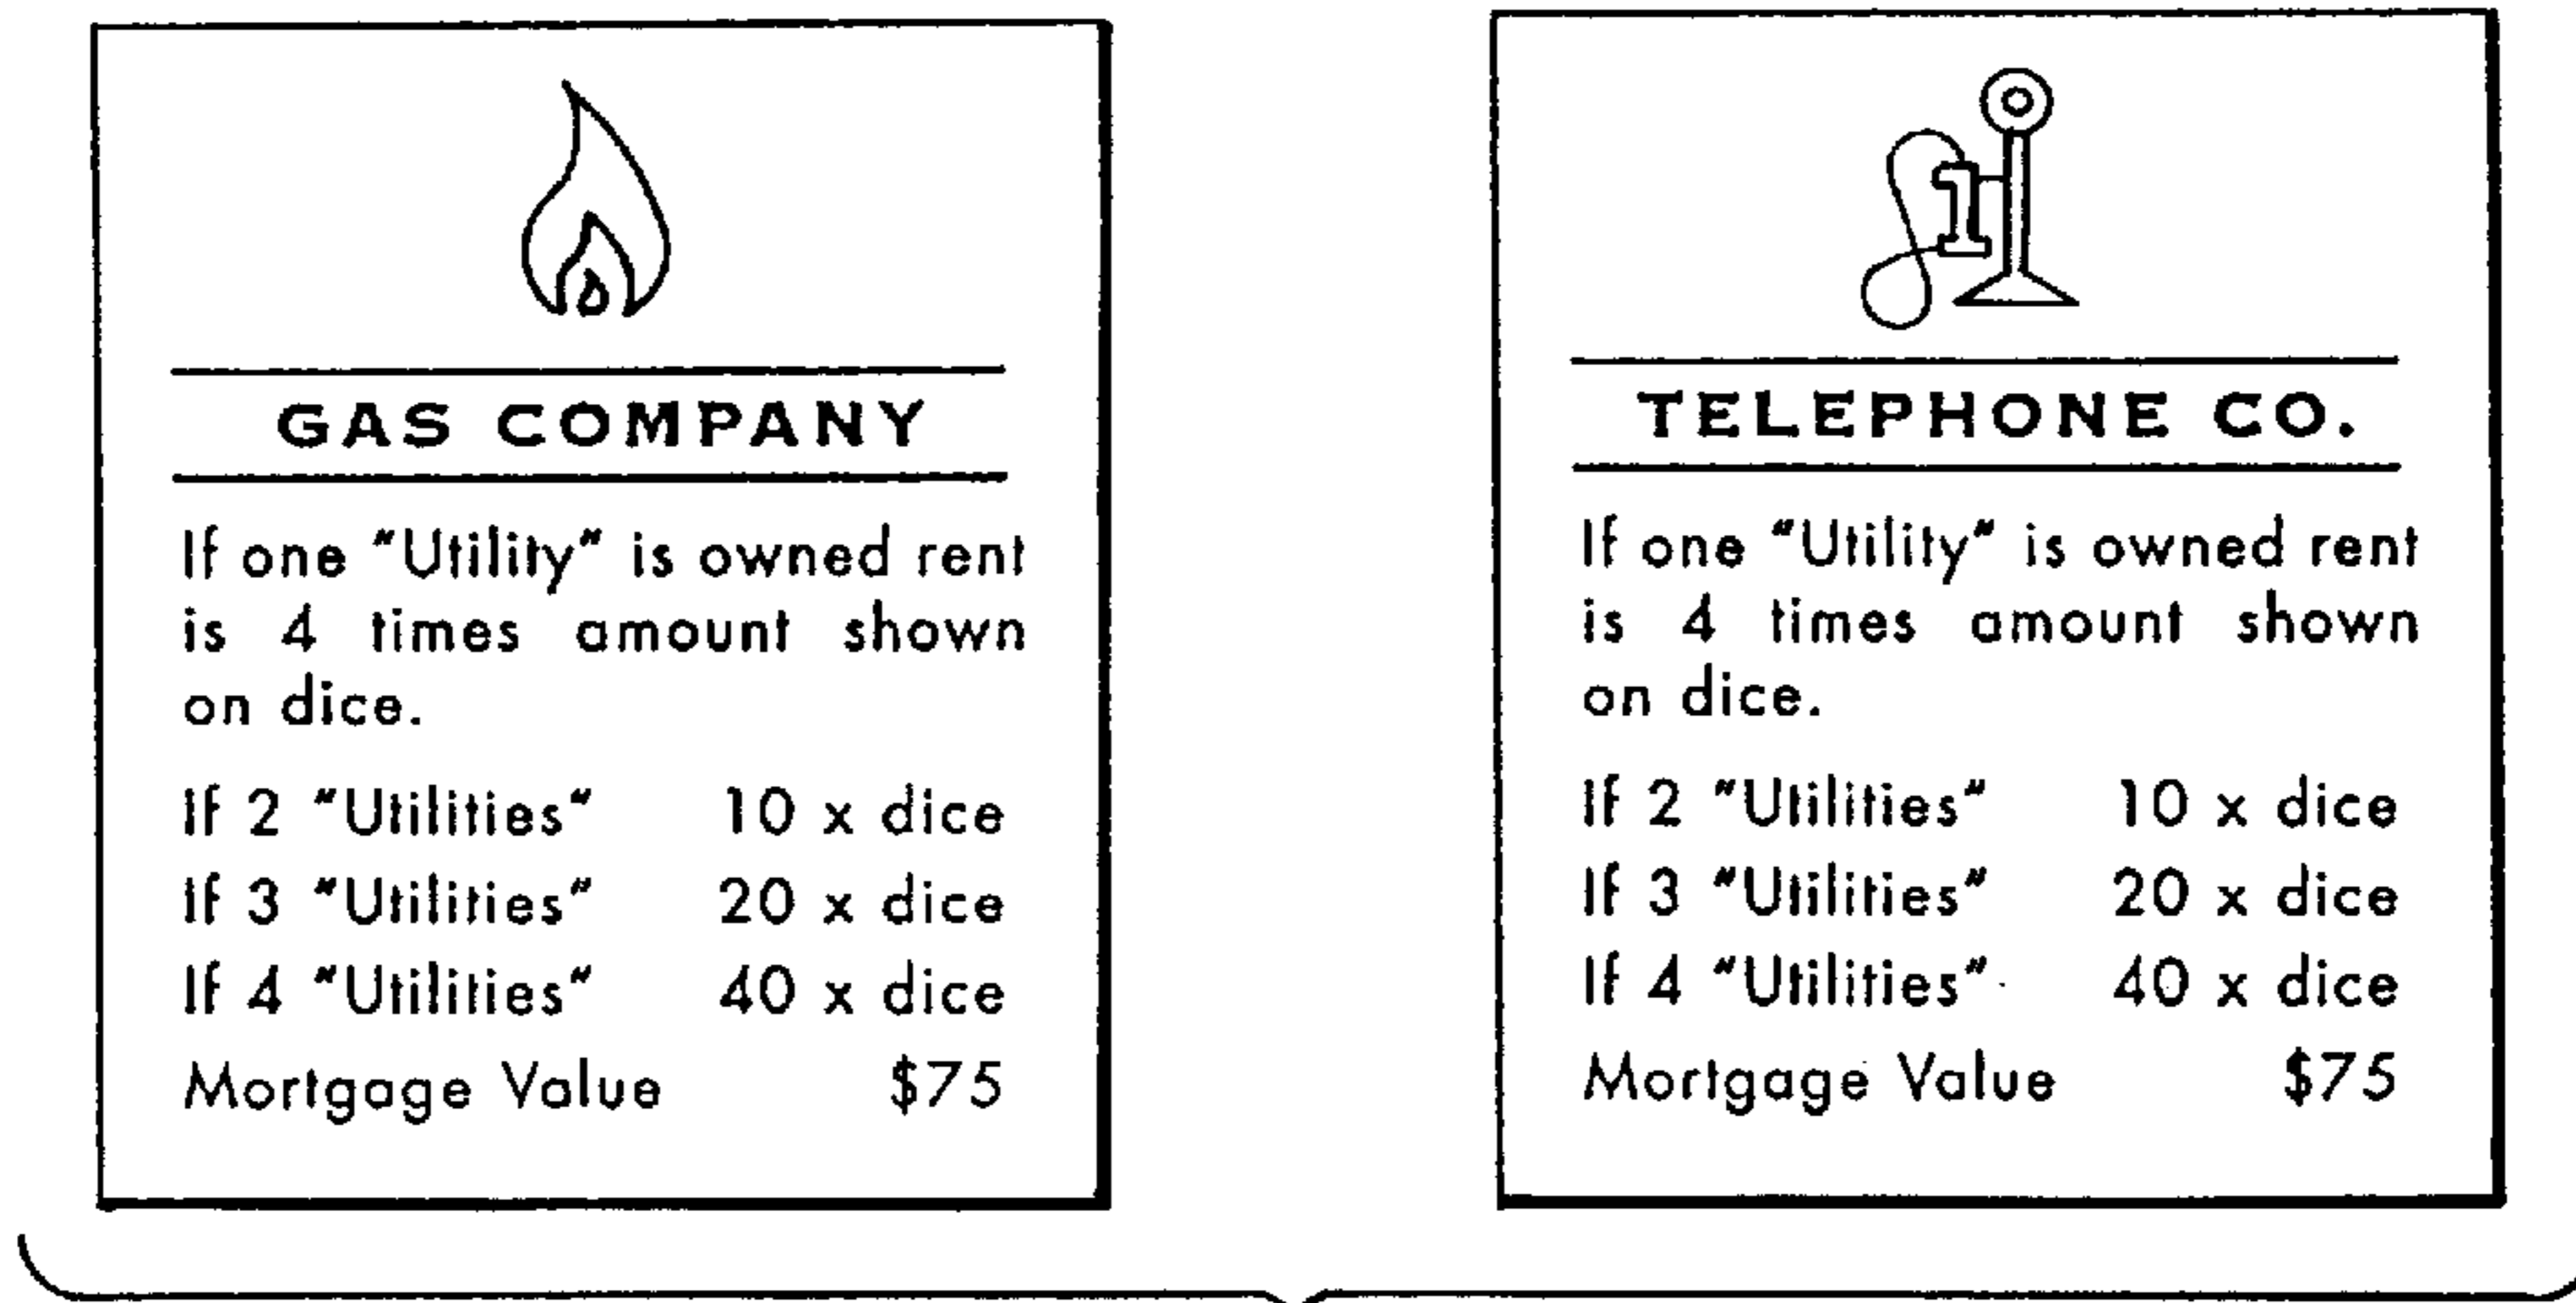 GAS COMPANY
If one "Utility" is owned rent
is 4 times amount shown
on dice.
If 2 "Utilities" 10 x dice
If 3 "Utilities" 20 x dice
If 4 "Utilities" 40 x dice
Mortgage Value $75
TELEPHONE CO.
If one "Utility" is owned rent
is 4 times amount shown
on dice.
If 2 "Utilities" 10 x dice
If 3 "Utilities" 20 x dice
If 4 "Utilities" 40 x dice
Mortgage Value $75